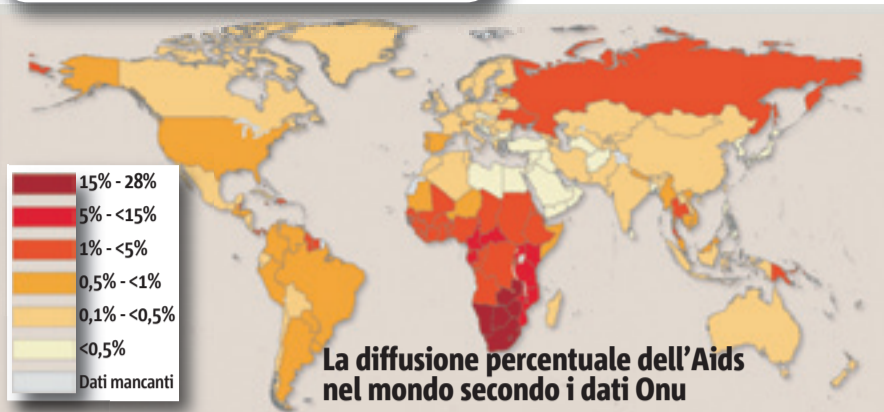 15% - 28%
5% - <15%
1% - <5%
0,5% - <1%
0,1% - <0,5%
<0,5%
Dati mancanti
La diffusione percentuale dell'Aids
nel mondo secondo i dati Onu